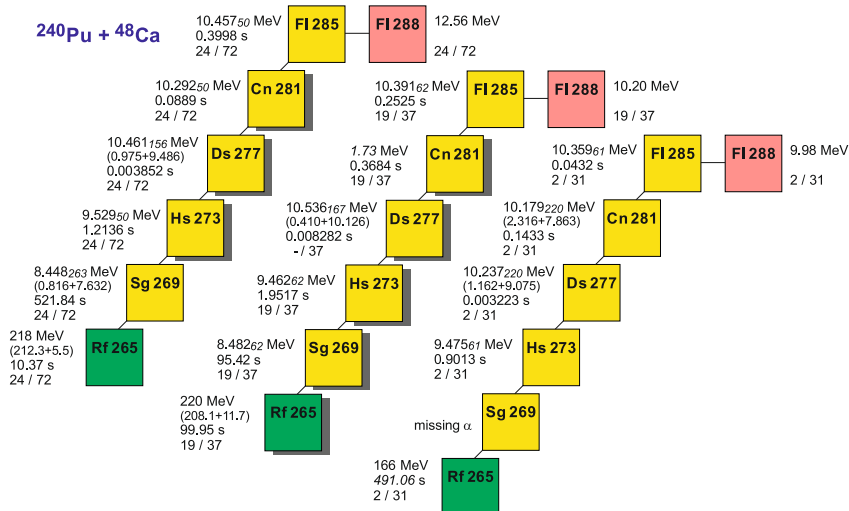 240Pu + 48Ca
10.45750 MeV
0.3998 s
24 / 72
Fl 285
Fl 288
12.56 MeV
24 / 72
10.29250 MeV
0.0889 s
24 / 72
Cn 281
10.461156 MeV
(0.975+9.486)
0.003852 s
24 / 72
Ds 277
9.52950 MeV
1.2136 s
24 / 72
Hs 273
8.448263 MeV
(0.816+7.632)
521.84 s
24 / 72
Sg 269
218 MeV
(212.3+5.5)
10.37 s
24 / 72
Rf 265
10.39162 MeV
0.2525 s
19 / 37
Fl 285
Fl 288
10.20 MeV
19 / 37
1.73 MeV
0.3684 s
19 / 37
Cn 281
10.536167 MeV
(0.410+10.126)
0.008282 s
- / 37
Ds 277
9.46262 MeV
1.9517 s
19 / 37
Hs 273
8.48262 MeV
95.42 s
19 / 37
Sg 269
220 MeV
(208.1+11.7)
99.95 s
19 / 37
Rf 265
10.35961 MeV
0.0432 s
2 / 31
Fl 285
Fl 288
9.98 MeV
2 / 31
10.179220 MeV
(2.316+7.863)
0.1433 s
2 / 31
Cn 281
10.237220 MeV
(1.162+9.075)
0.003223 s
2 / 31
Ds 277
9.47561 MeV
0.9013 s
2 / 31
Hs 273
missing α
Sg 269
166 MeV
491.06 s
2 / 31
Rf 265